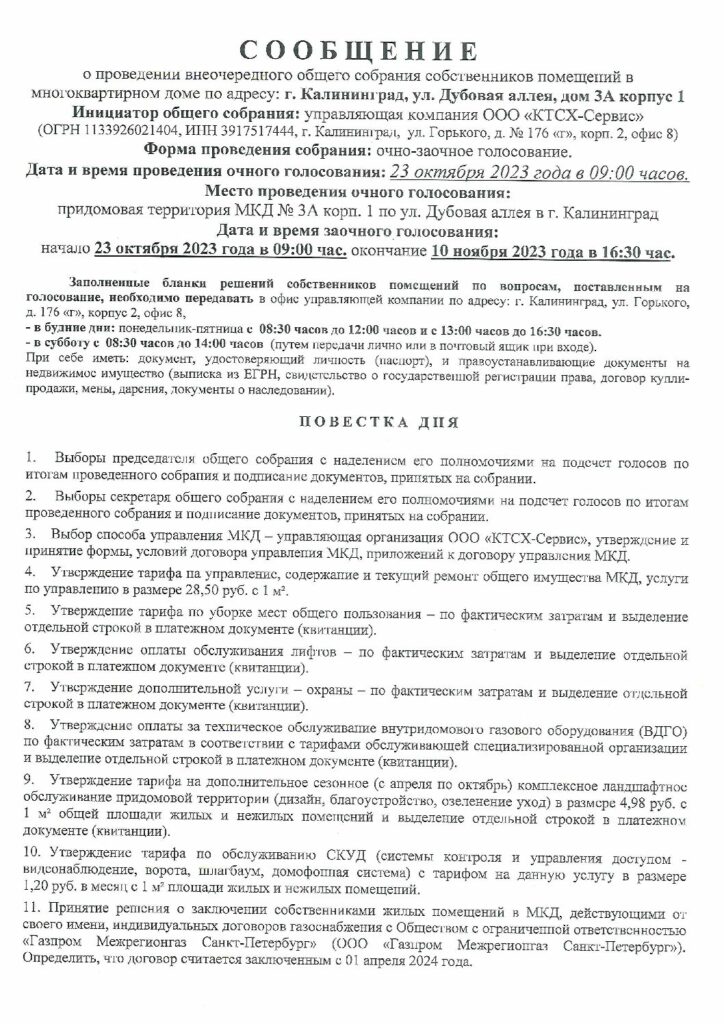 СООБЩЕНИЕ
о проведении внеочередного общего собрания собственников помещений в
многоквартирном доме по адресу: г. Калининград, ул. Дубовая аллея, дом 3А корпус 1
Инициатор общего собрания: управляющая компания ООО «КТСХ-Сервис»
(ОГРН 1133926021404, ИНН 3917517444, г. Калининград, ул. Горького, д. № 176 «г», корп. 2, офис 8)
Форма проведения собрания: очно-заочное голосование.
Дата и время проведения очного голосования: 23 октября 2023 года в 09:00 часов.
Место проведения очного голосования:
придомовая территория МКД № 3А корп. 1 по ул. Дубовая аллея в г. Калининград
Дата и время заочного голосования:
начало 23 октября 2023 года в 09:00 час. окончание 10 ноября 2023 года в 16:30 час.
Заполненные бланки решений собственников помещений по вопросам, поставленным на
голосование, необходимо передавать в офис управляющей компании по адресу: г. Калининград, ул. Горького,
д. 176 «г», корпус 2, офис 8,
- в будние дни: понедельник-пятница с 08:30 часов до 12:00 часов и с 13:00 часов до 16:30 часов.
- в субботу с 08:30 часов до 14:00 часов (путем передачи лично или в почтовый ящик при входе).
При себе иметь: документ, удостоверяющий личность (паспорт), и правоустанавливающие документы на
недвижимое имущество (выписка из ЕГРН, свидетельство о государственной регистрации права, договор купли-
продажи, мены, дарения, документы о наследовании).
ПОВЕСТКА ДНЯ
1. Выборы председателя общего собрания с наделением его полномочиями на подсчет голосов по
итогам проведенного собрания и подписание документов, принятых на собрании.
2. Выборы секретаря общего собрания с наделением его полномочиями на подсчет голосов по итогам
проведенного собрания и подписание документов, принятых на собрании.
3. Выбор способа управления МКД – управляющая организация ООО «КТСХ-Сервис», утверждение и
принятие формы, условий договора управления МКД, приложений к договору управления МКД.
4. Утверждение тарифа на управление, содержание и текущий ремонт общего имущества МКД, услуги
по управлению в размере 28,50 руб. с 1 м².
5. Утверждение тарифа по уборке мест общего пользования – по фактическим затратам и выделение
отдельной строкой в платежном документе (квитанции).
6. Утверждение оплаты обслуживания лифтов – по фактическим затратам и выделение отдельной
строкой в платежном документе (квитанции).
7. Утверждение дополнительной услуги – охраны – по фактическим затратам и выделение отдельной
строкой в платежном документе (квитанции).
8. Утверждение оплаты за техническое обслуживание внутридомового газового оборудования (ВДГО)
по фактическим затратам в соответствии с тарифами обслуживающей специализированной организации
и выделение отдельной строкой в платежном документе (квитанции).
9. Утверждение тарифа на дополнительное сезонное (с апреля по октябрь) комплексное ландшафтное
обслуживание придомовой территории (дизайн, благоустройство, озеленение уход) в размере 4,98 руб. с
1 м² общей площади жилых и нежилых помещений и выделение отдельной строкой в платежном
документе (квитанции).
10. Утверждение тарифа по обслуживанию СКУД (системы контроля и управления доступом -
видеонаблюдение, ворота, шлагбаум, домофонная система) с тарифом на данную услугу в размере
1,20 руб. в месяц с 1 м² площади жилых и нежилых помещений.
11. Принятие решения о заключении собственниками жилых помещений в МКД, действующими от
своего имени, индивидуальных договоров газоснабжения с Обществом с ограниченной ответственностью
«Газпром Межрегионгаз Санкт-Петербург» (ООО «Газпром Межрегионгаз Санкт-Петербург»).
Определить, что договор считается заключенным с 01 апреля 2024 года.